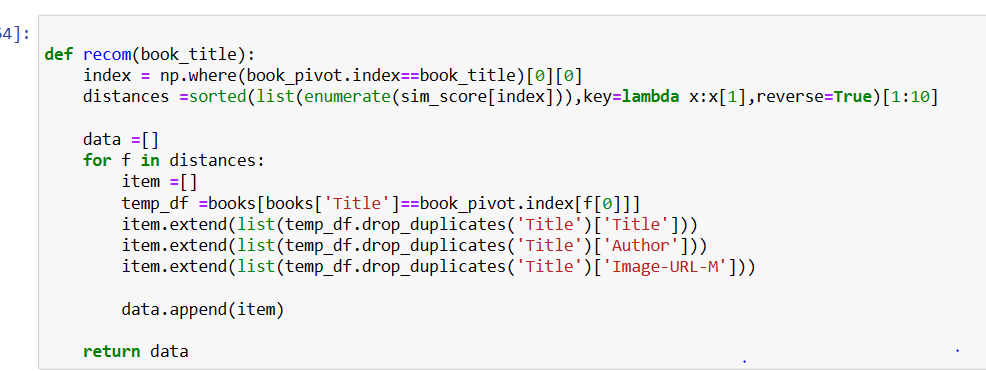 54]:
def recom(book_title):
    index = np.where(book_pivot.index==book_title)[0][0]
    distances =sorted(list(enumerate(sim_score[index])),key=lambda x:x[1],reverse=True)[1:10]
    data =[]
    for f in distances:
        item =[]
        temp_df =books[books['Title']==book_pivot.index[f[0]]]
        item.extend(list(temp_df.drop_duplicates('Title')['Title']))
        item.extend(list(temp_df.drop_duplicates('Title')['Author']))
        item.extend(list(temp_df.drop_duplicates('Title')['Image-URL-M']))
        data.append(item)
    return data